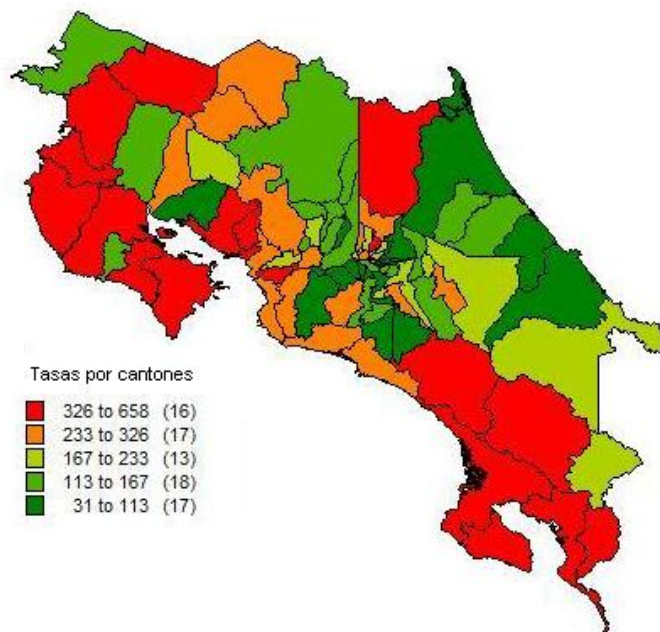 Tasas por cantones
326 to 658 (16)
233 to 326 (17)
167 to 233 (13)
113 to 167 (18)
31 to 113 (17)